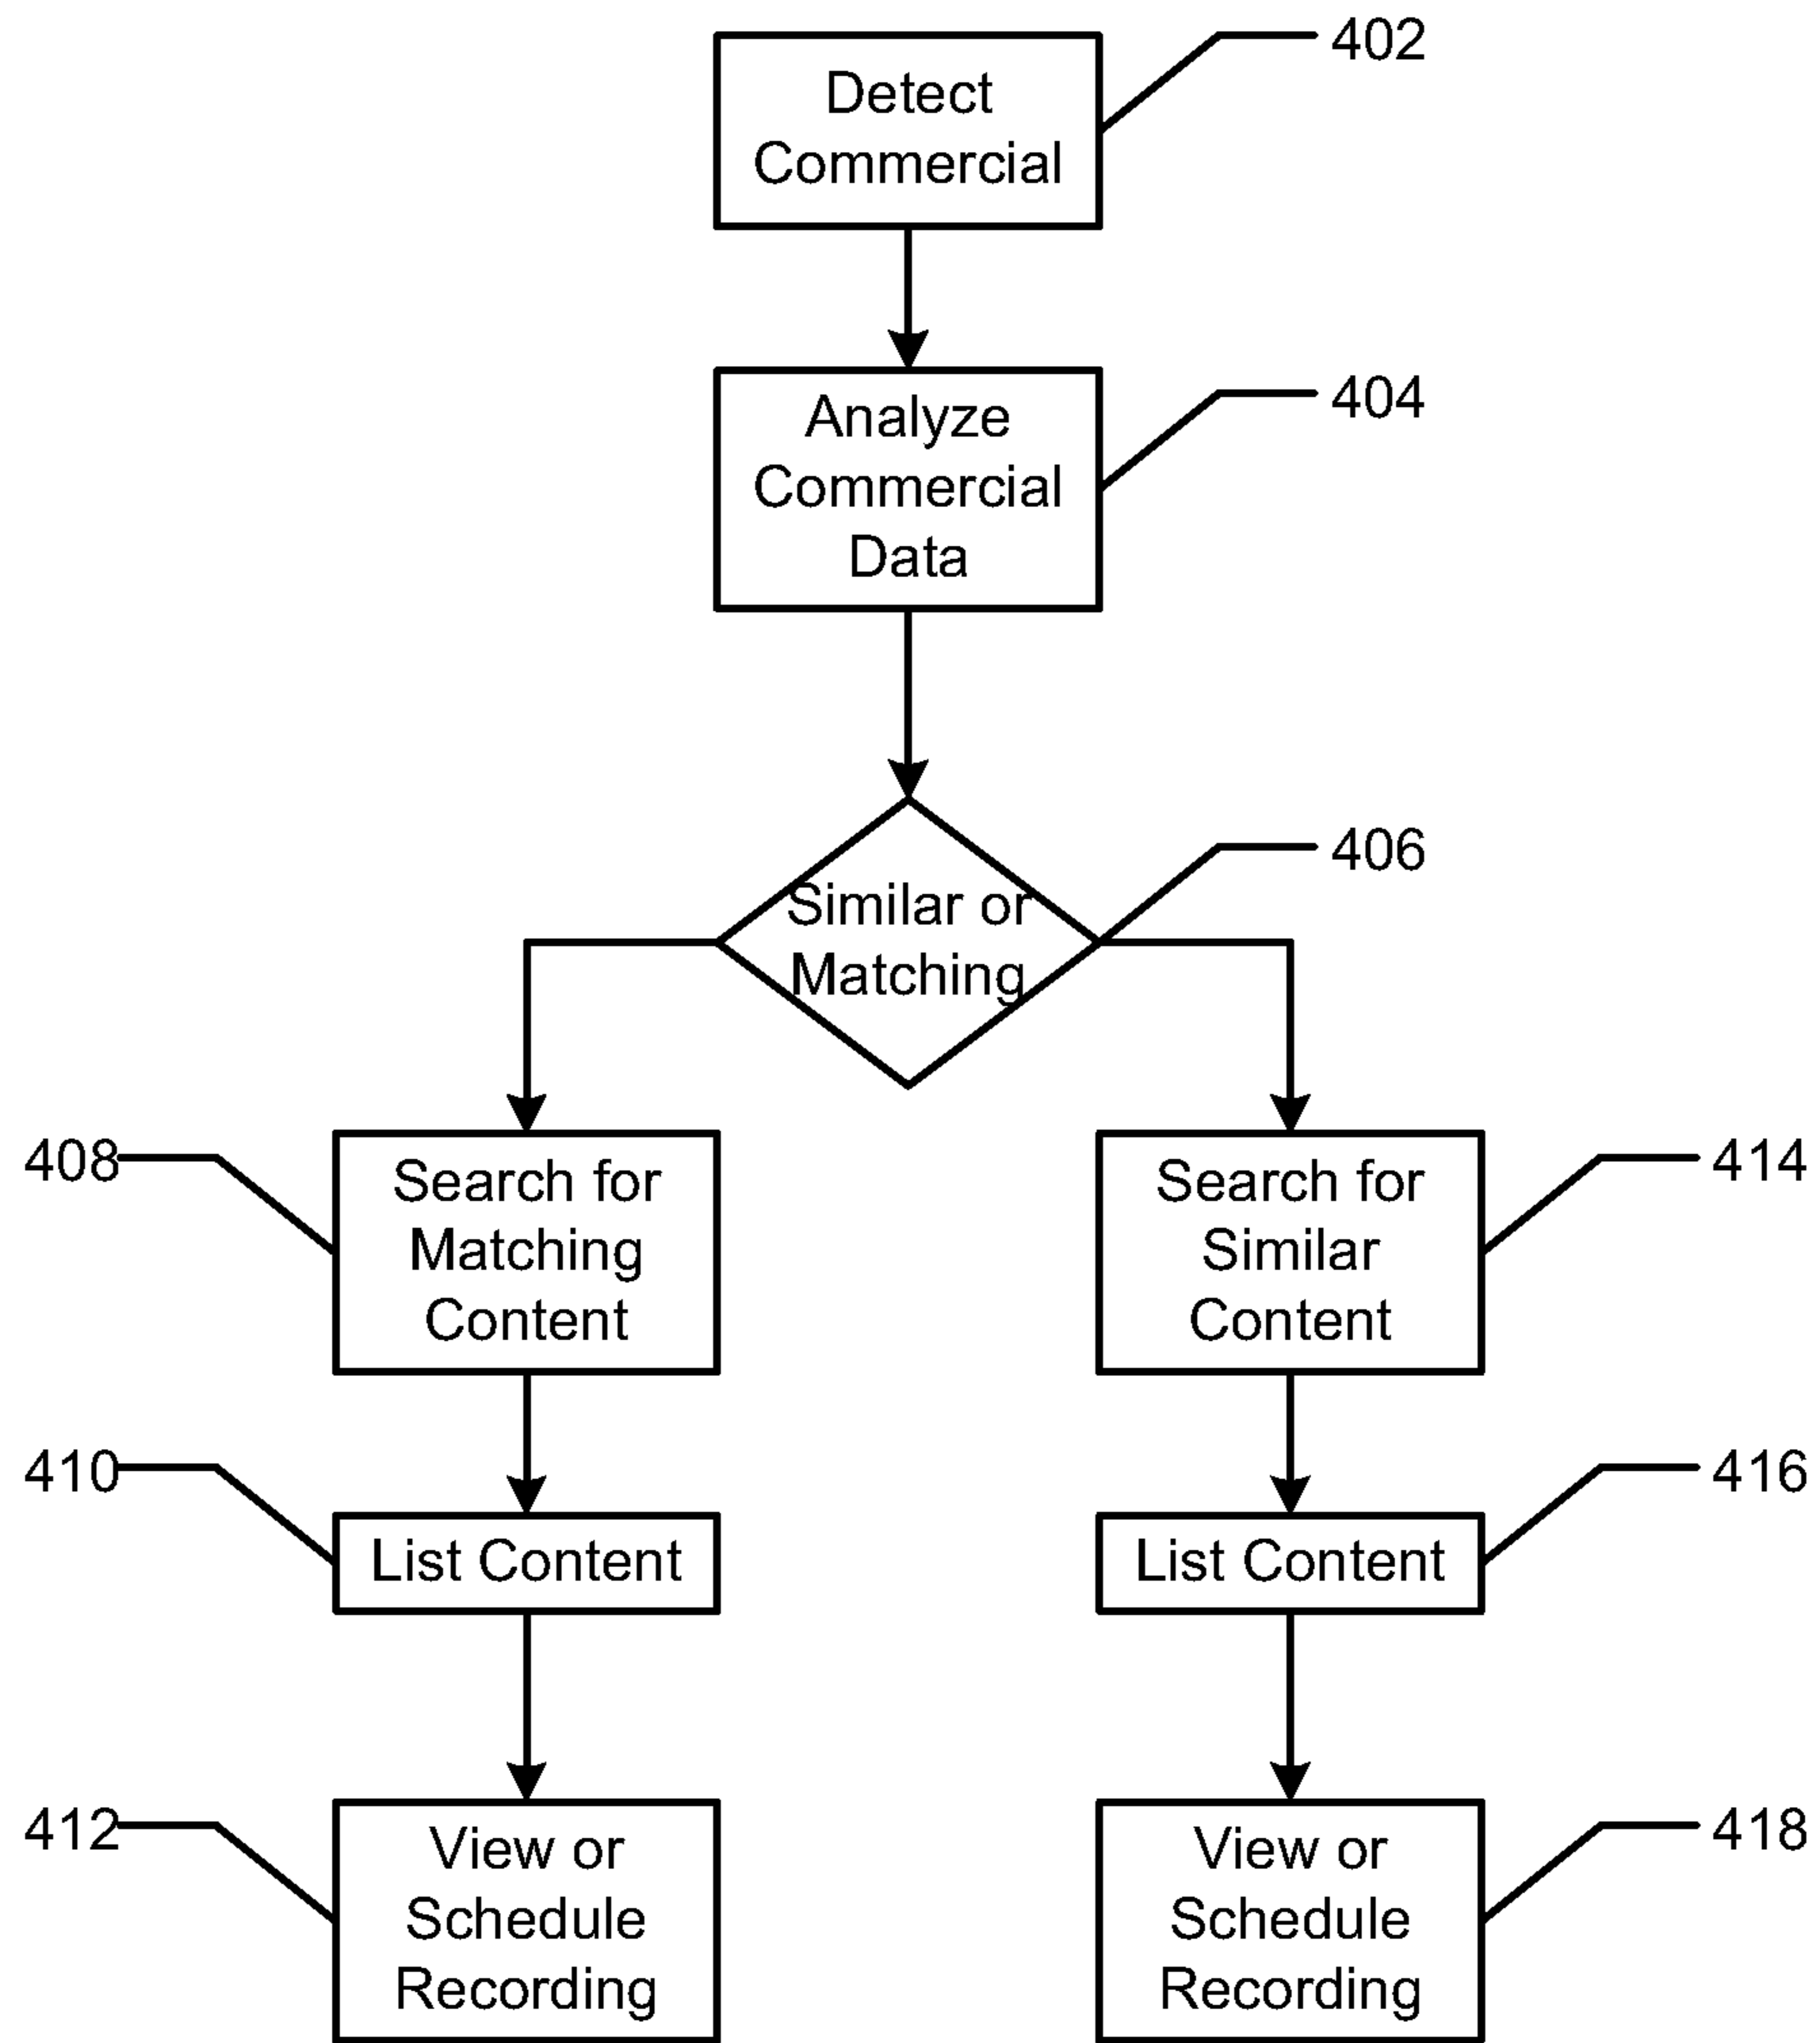 Detect
Commercial
402
Analyze
Commercial
Data
404
Similar or
Matching
406
408
Search for
Matching
Content
Search for
Similar
Content
414
410
List Content
List Content
416
412
View or
Schedule
Recording
View or
Schedule
Recording
418